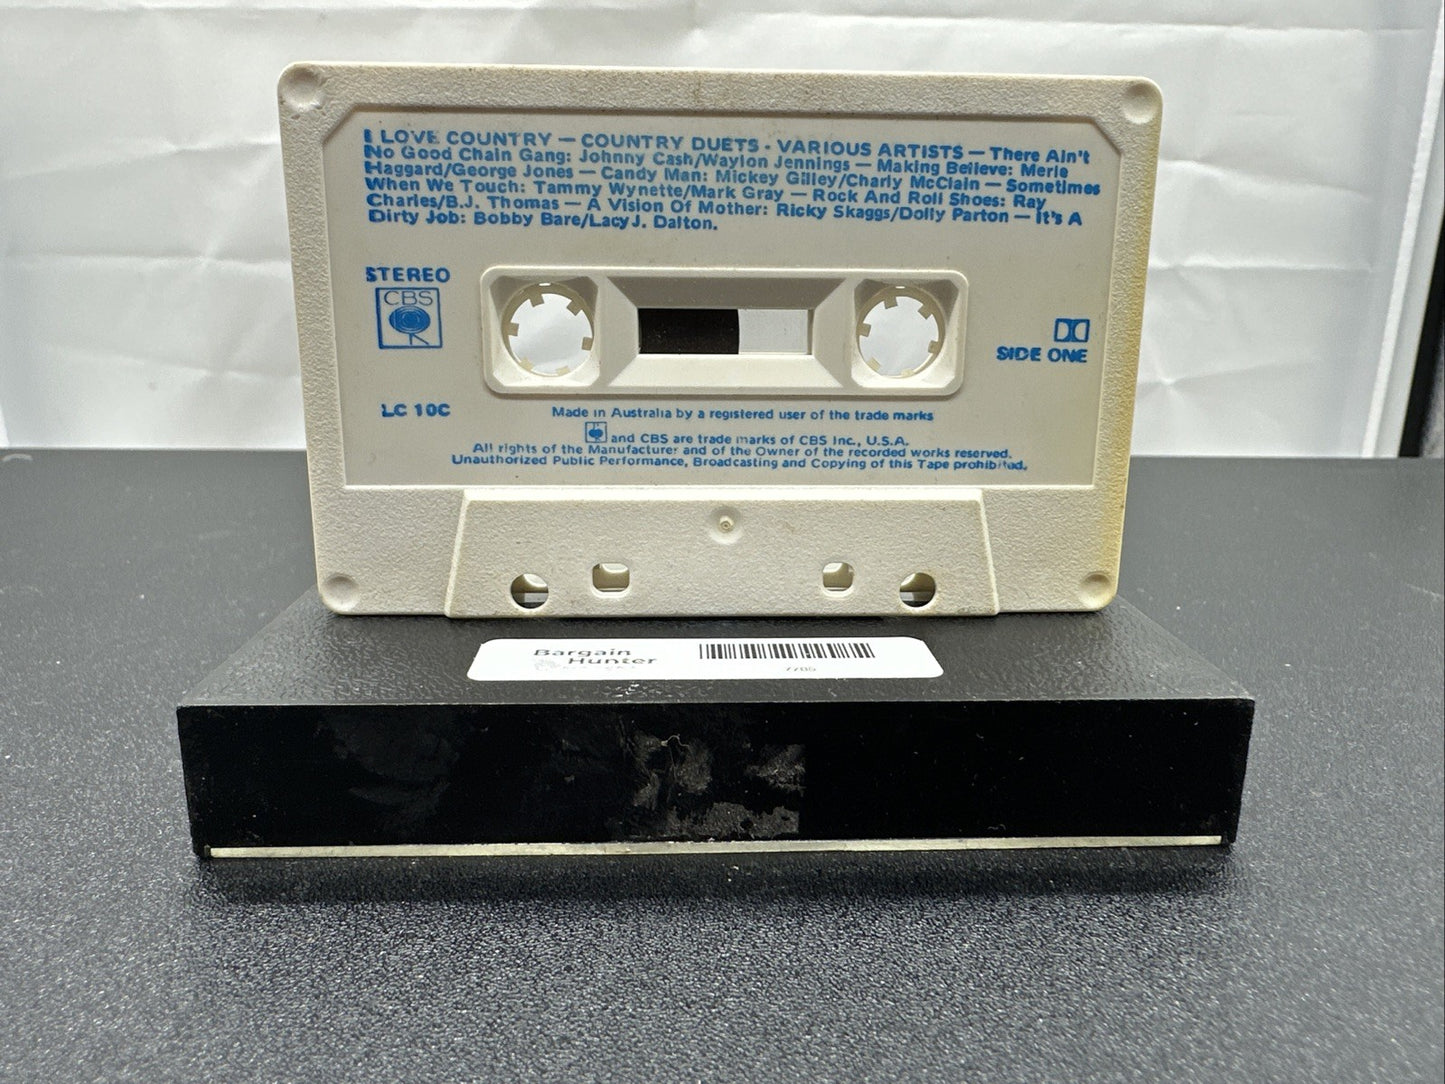 I LOVE COUNTRY — COUNTRY DUETS · VARIOUS ARTISTS — There Ain't
No Good Chain Gang: Johnny Cash/Waylon Jennings — Making Believe: Merle
Haggard/George Jones — Candy Man: Mickey Gilley/Charly McClain — Sometimes
When We Touch: Tammy Wynette/Mark Gray — Rock And Roll Shoes: Ray
Charles/B.J. Thomas — A Vision Of Mother: Ricky Skaggs/Dolly Parton — It's A
Dirty Job: Bobby Bare/Lacy J. Dalton.
STEREO
CBS
SIDE ONE
LC 10C
Made in Australia by a registered user of the trade marks
and CBS are trade marks of CBS Inc., U.S.A.
All rights of the Manufacturer and of the Owner of the recorded works reserved.
Unauthorized Public Performance, Broadcasting and Copying of this Tape prohibited.
Bargain
Hunter